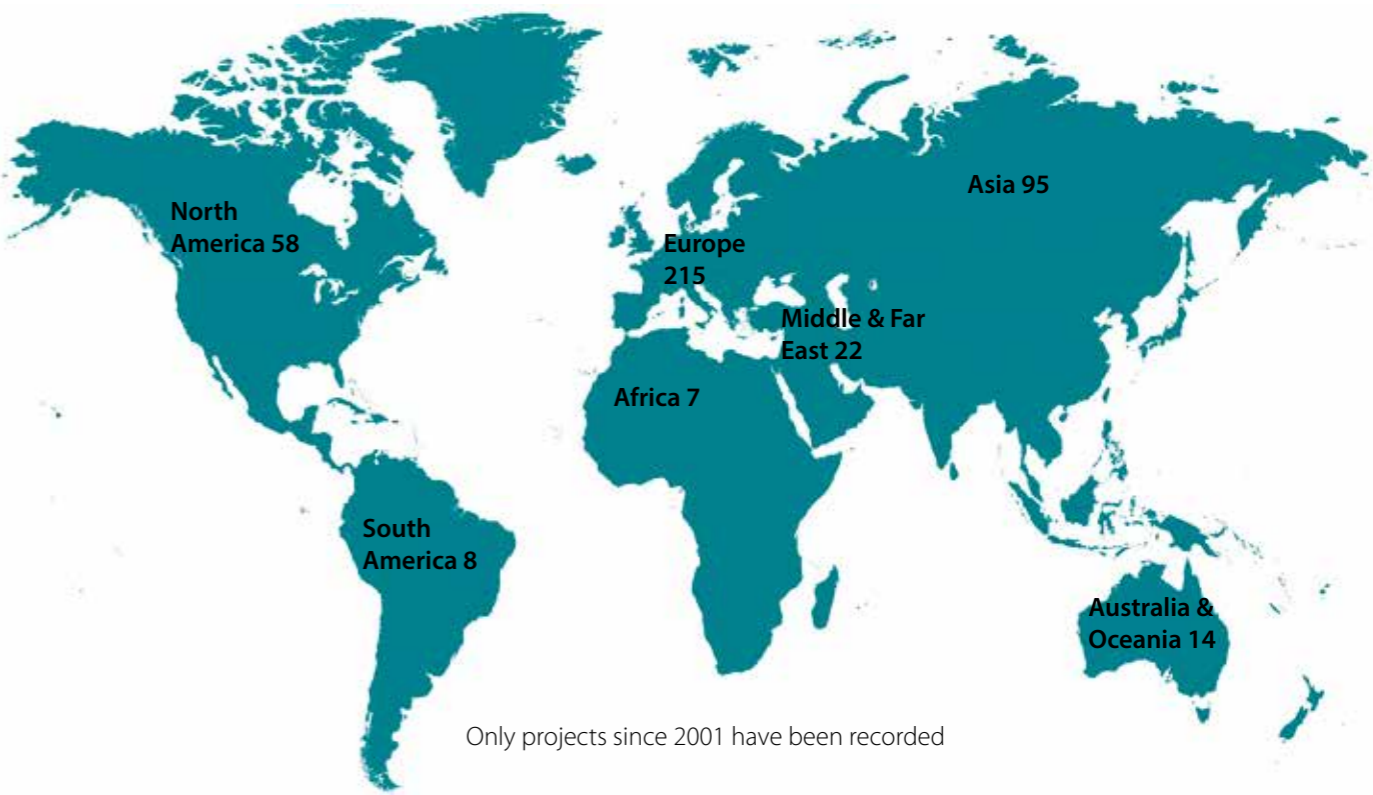 North
America 58
Asia 95
Europe
215
Middle & Far
East 22
Africa 7
South
America 8
Australia &
Oceania 14
Only projects since 2001 have been recorded